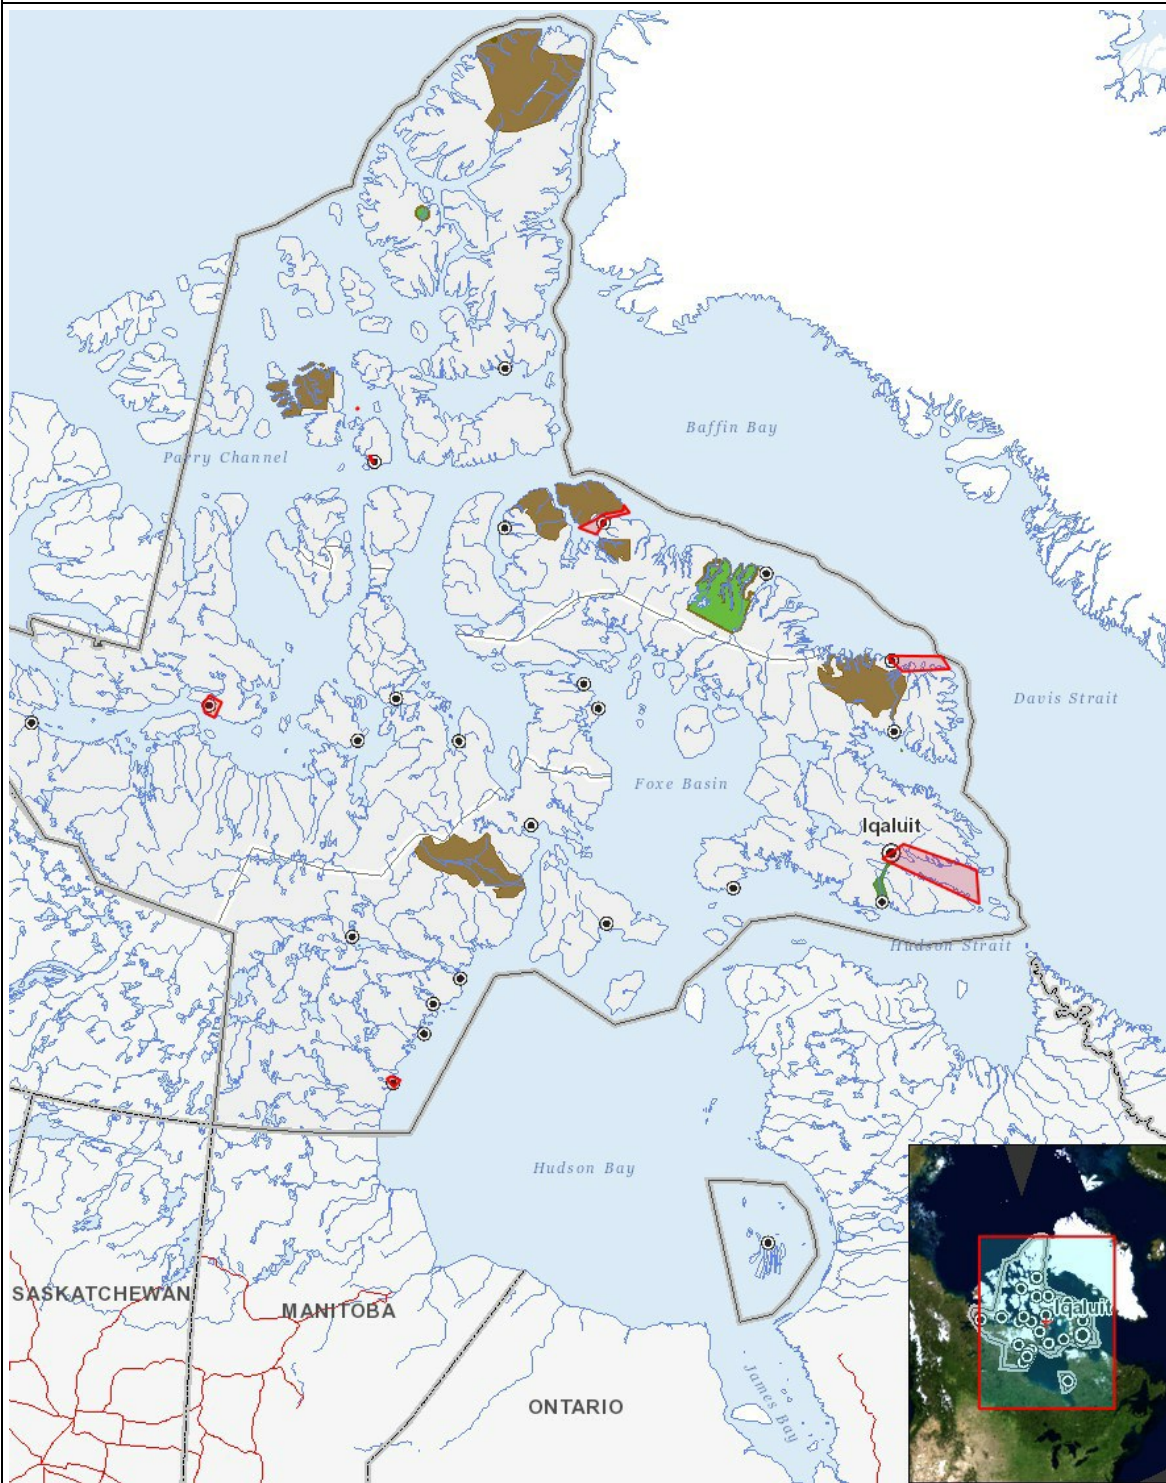 Baffin Bay
Parry Channel
Davis Strait
Foxe Basin
Iqaluit
Hudson Strait
Hudson Bay
SASKATCHEWAN
MANITOBA
Iqaluit
James Bay
ONTARIO